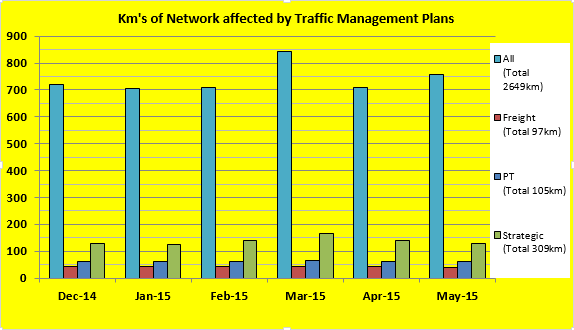 Km's of Network affected by Traffic Management Plans
900
800
700
600
500
400
300
200
100
0
Dec-14 Jan-15 Feb-15 Mar-15 Apr-15 May-15
All
(Total
2649km)
Freight
(Total 97km)
PT
(Total 105km)
Strategic
(Total 309km)